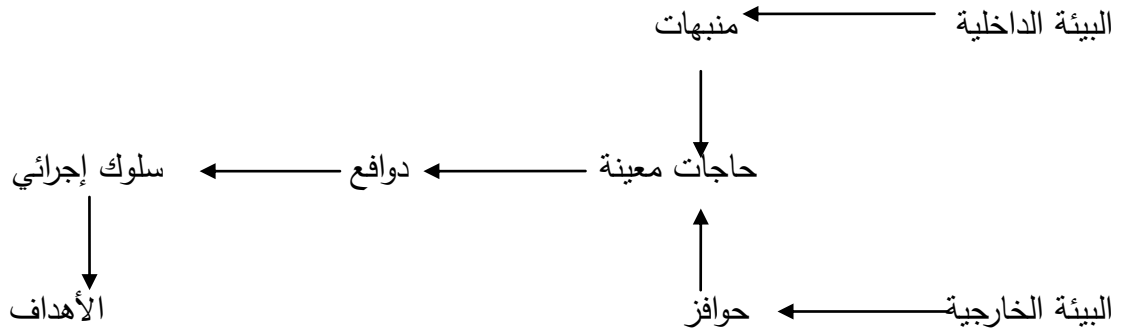 البيئة الداخلية منبهات
حاجات معينة دوافع سلوك إجرائي
البيئة الخارجية حوافز الأهداف